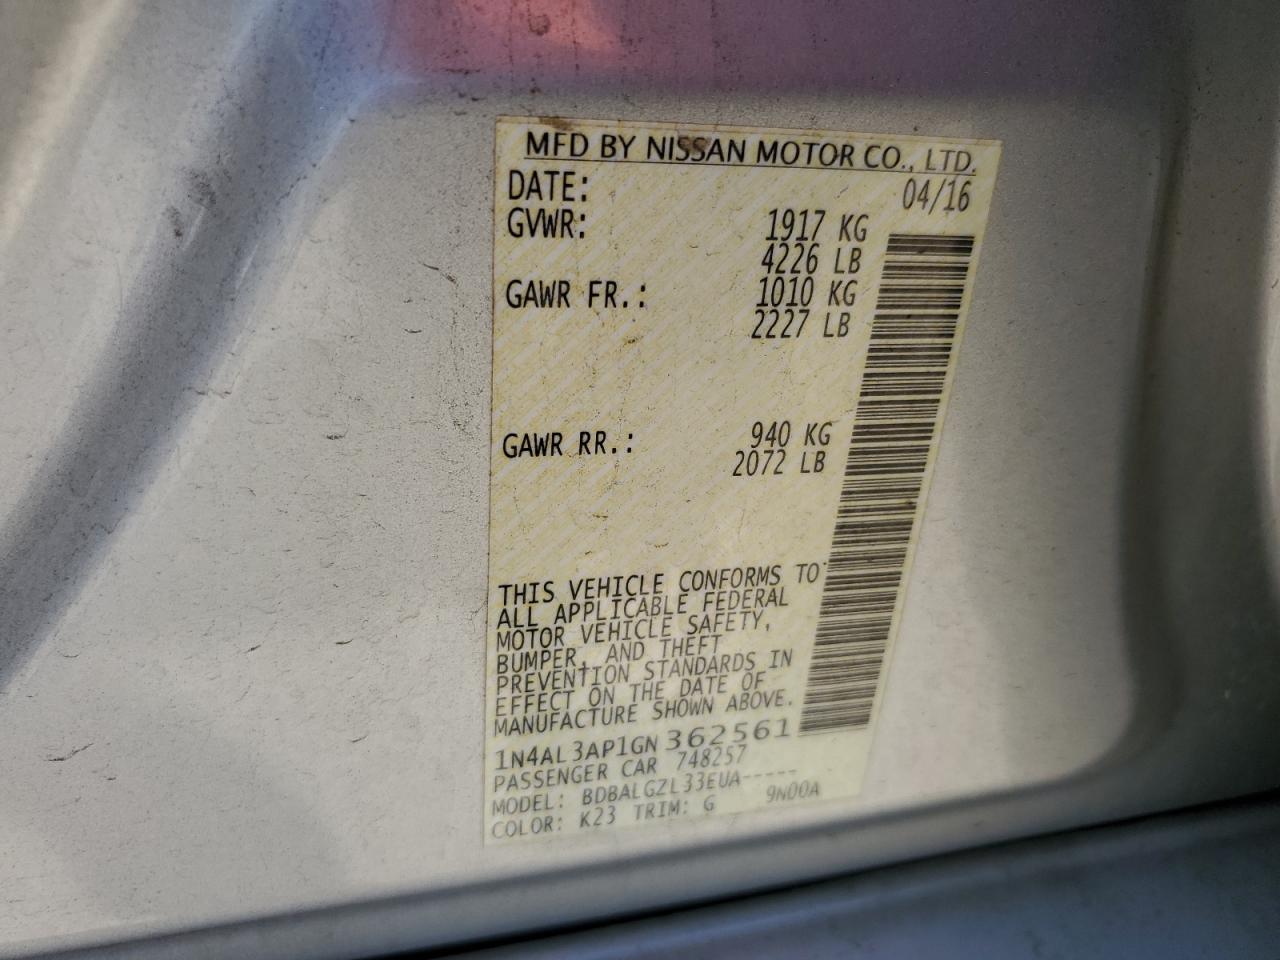 MFD BY NISSAN MOTOR CO., LTD.
DATE: 04/16
GVWR: 1917 KG
4226 LB
GAWR FR.: 1010 KG
2227 LB
GAWR RR.: 940 KG
2072 LB
THIS VEHICLE CONFORMS TO
ALL APPLICABLE FEDERAL
MOTOR VEHICLE SAFETY,
BUMPER, AND THEFT
PREVENTION STANDARDS IN
EFFECT ON THE DATE OF
MANUFACTURE SHOWN ABOVE.
1N4AL3AP1GN362561
PASSENGER CAR 748257
MODEL: BDBALGZL33EUA-----
COLOR: K23 TRIM: G 9N00A